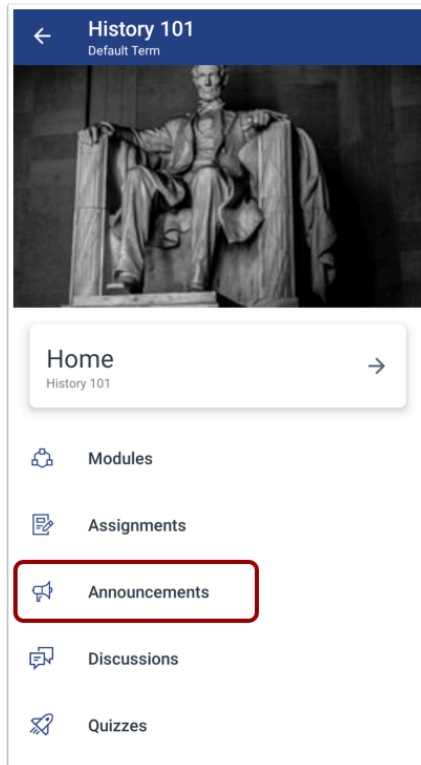 History 101
Default Term
Home
History 101
Modules
Assignments
Announcements
Discussions
Quizzes